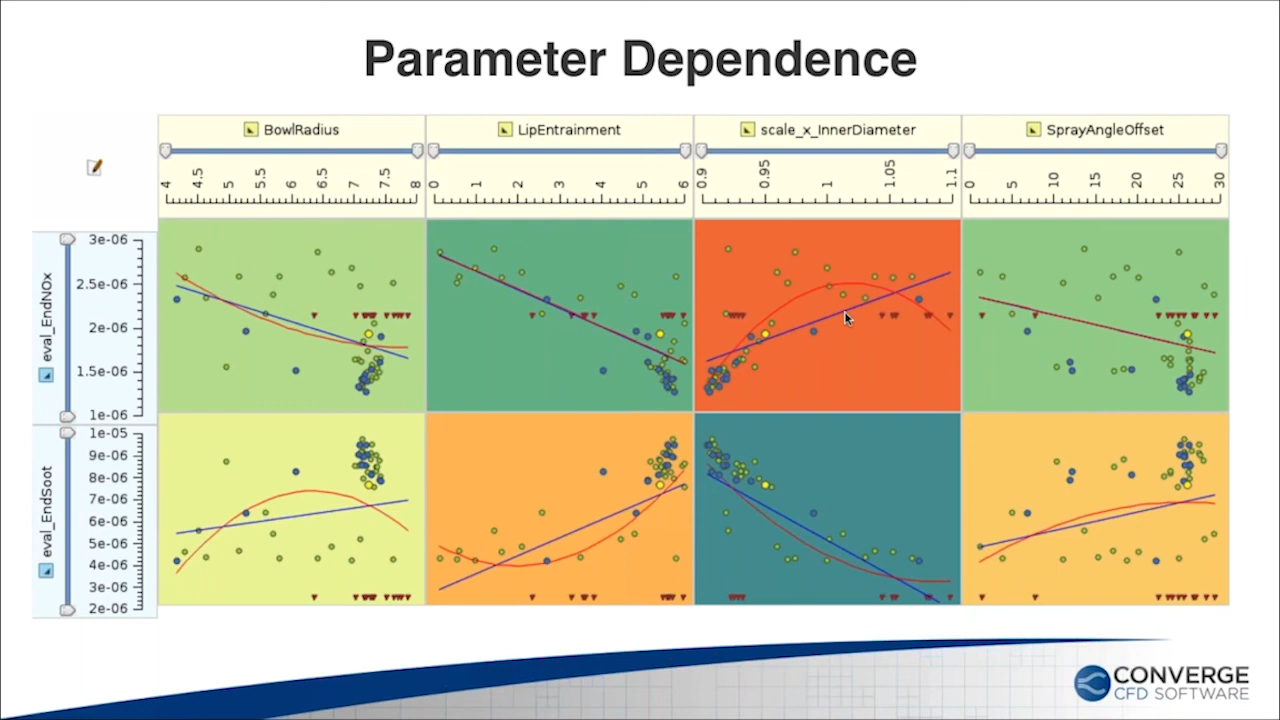 Parameter Dependence
BowlRadius
LipEntrainment
scale_x_InnerDiameter
SprayAngleOffset
4 4.5 5 5.5 6 6.5 7 7.5 8
0 1 2 3 4 5 6
0.9 0.95 1 1.05 1.1
0 5 10 15 20 25 30
eval_EndNOx
3e-06
2.5e-06
2e-06
1.5e-06
1e-06
eval_EndSoot
1e-05
9e-06
8e-06
7e-06
6e-06
5e-06
4e-06
3e-06
2e-06
CONVERGE
CFD SOFTWARE